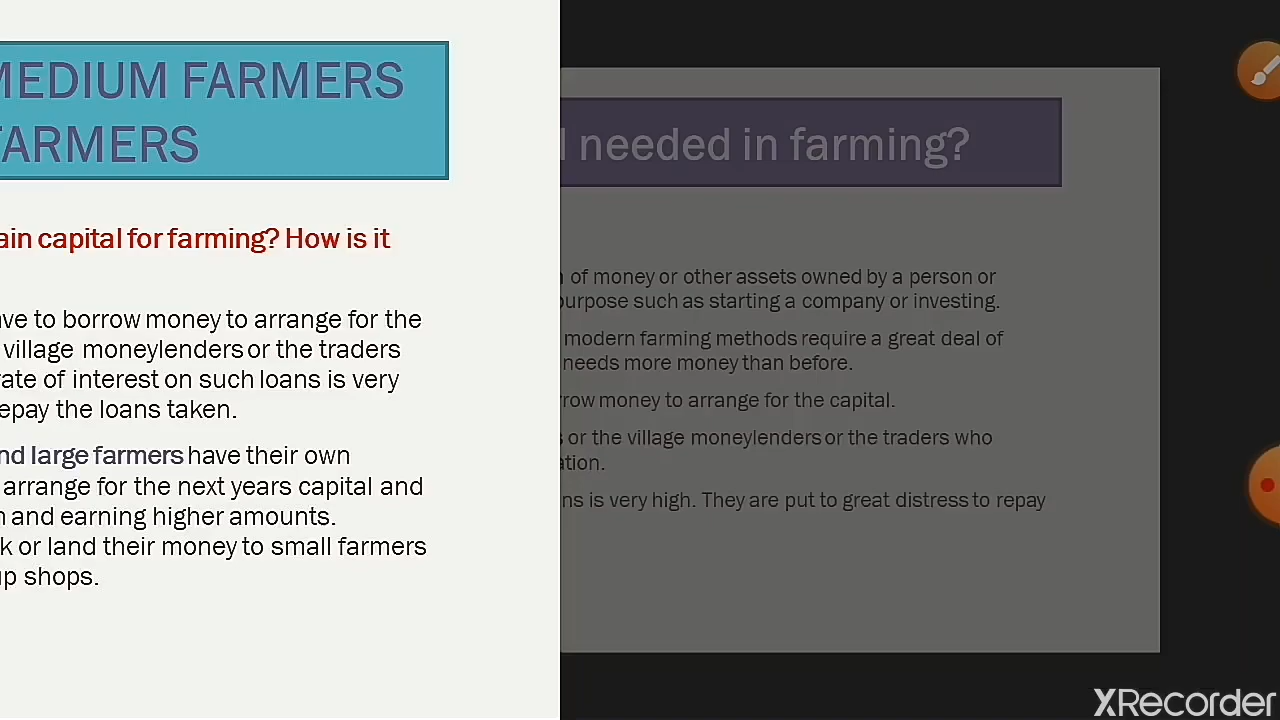 MEDIUM FARMERS
FARMERS
ain capital for farming? How is it
ve to borrow money to arrange for the
village moneylenders or the traders
rate of interest on such loans is very
epay the loans taken.
nd large farmers have their own
arrange for the next years capital and
n and earning higher amounts.
k or land their money to small farmers
up shops.
l needed in farming?
of money or other assets owned by a person or
purpose such as starting a company or investing.
modern farming methods require a great deal of
needs more money than before.
rrow money to arrange for the capital.
s or the village moneylenders or the traders who
ation.
ns is very high. They are put to great distress to repay
XRecorder